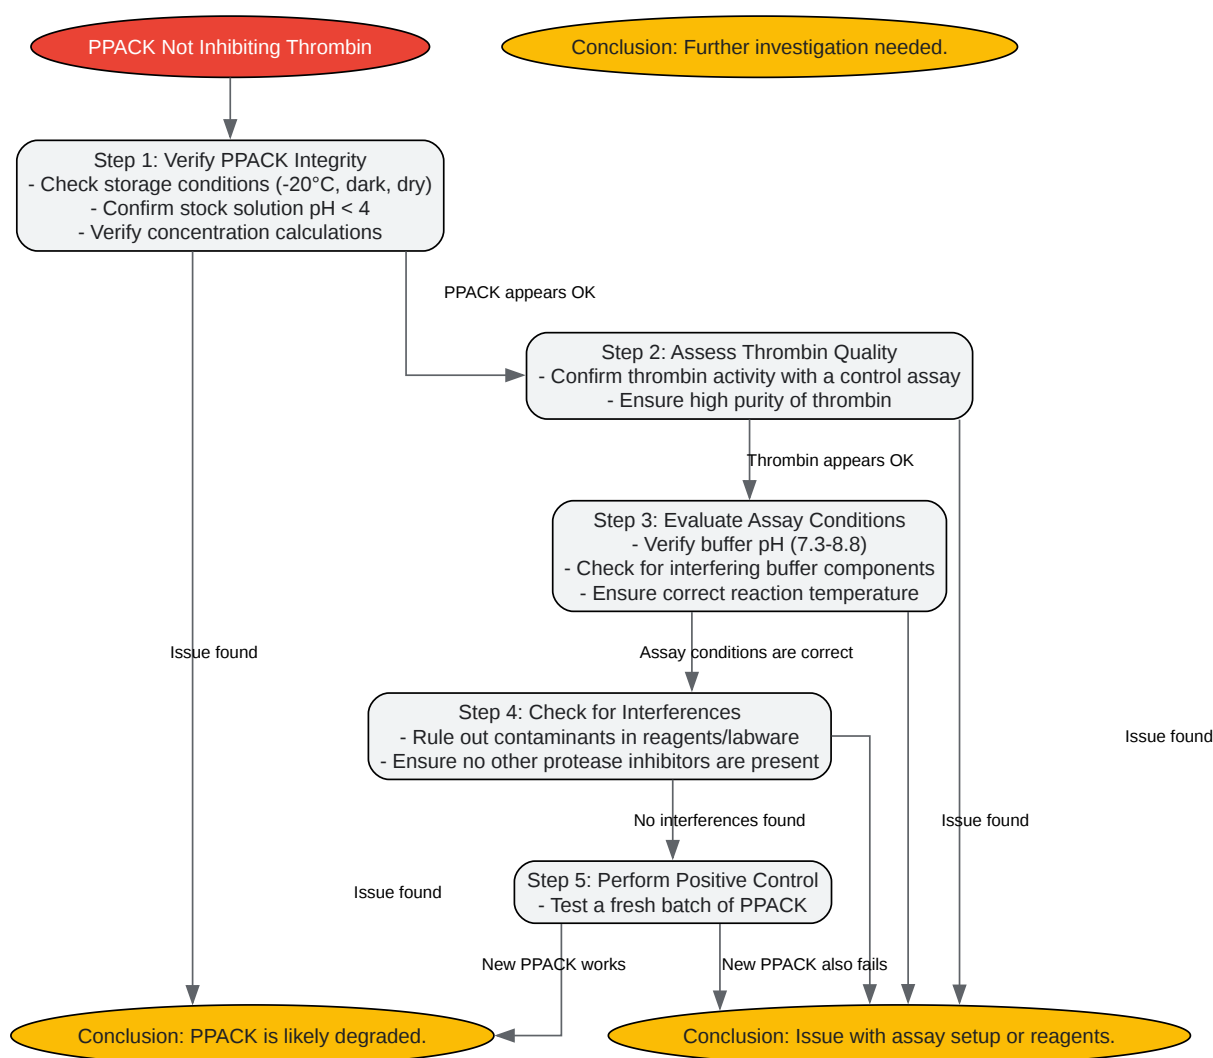 PPACK Not Inhibiting Thrombin
Conclusion: Further investigation needed.
Step 1: Verify PPACK Integrity
- Check storage conditions (-20°C, dark, dry)
- Confirm stock solution pH < 4
- Verify concentration calculations
PPACK appears OK
Step 2: Assess Thrombin Quality
- Confirm thrombin activity with a control assay
- Ensure high purity of thrombin
Thrombin appears OK
Step 3: Evaluate Assay Conditions
- Verify buffer pH (7.3-8.8)
- Check for interfering buffer components
- Ensure correct reaction temperature
Issue found
Assay conditions are correct
Step 4: Check for Interferences
- Rule out contaminants in reagents/labware
- Ensure no other protease inhibitors are present
Issue found
No interferences found
Issue found
Step 5: Perform Positive Control
- Test a fresh batch of PPACK
Issue found
New PPACK works
New PPACK also fails
Conclusion: PPACK is likely degraded.
Conclusion: Issue with assay setup or reagents.